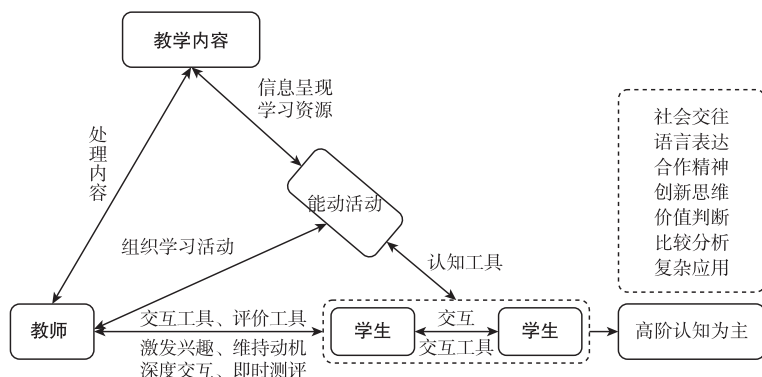 教学内容
信息呈现
学习资源
处理内容
能动活动
组织学习活动
认知工具
社会交往
语言表达
合作精神
创新思维
价值判断
比较分析
复杂应用
教师
交互工具、评价工具
激发兴趣、维持动机
深度交互、即时测评
学生
交互
交互工具
学生
高阶认知为主